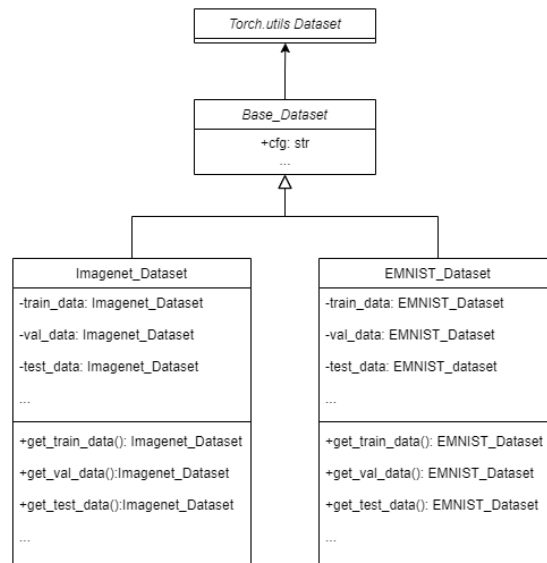 Torch.utils Dataset
Base_Dataset
+cfg: str
...
Imagenet_Dataset
-train_data: Imagenet_Dataset
-val_data: Imagenet_Dataset
-test_data: Imagenet_Dataset
...
+get_train_data(): Imagenet_Dataset
+get_val_data():Imagenet_Dataset
+get_test_data():Imagenet_Dataset
...
EMNIST_Dataset
-train_data: EMNIST_Dataset
-val_data: EMNIST_Dataset
-test_data: EMNIST_dataset
...
+get_train_data(): EMNIST_Dataset
+get_val_data(): EMNIST_Dataset
+get_test_data(): EMNIST_Dataset
...